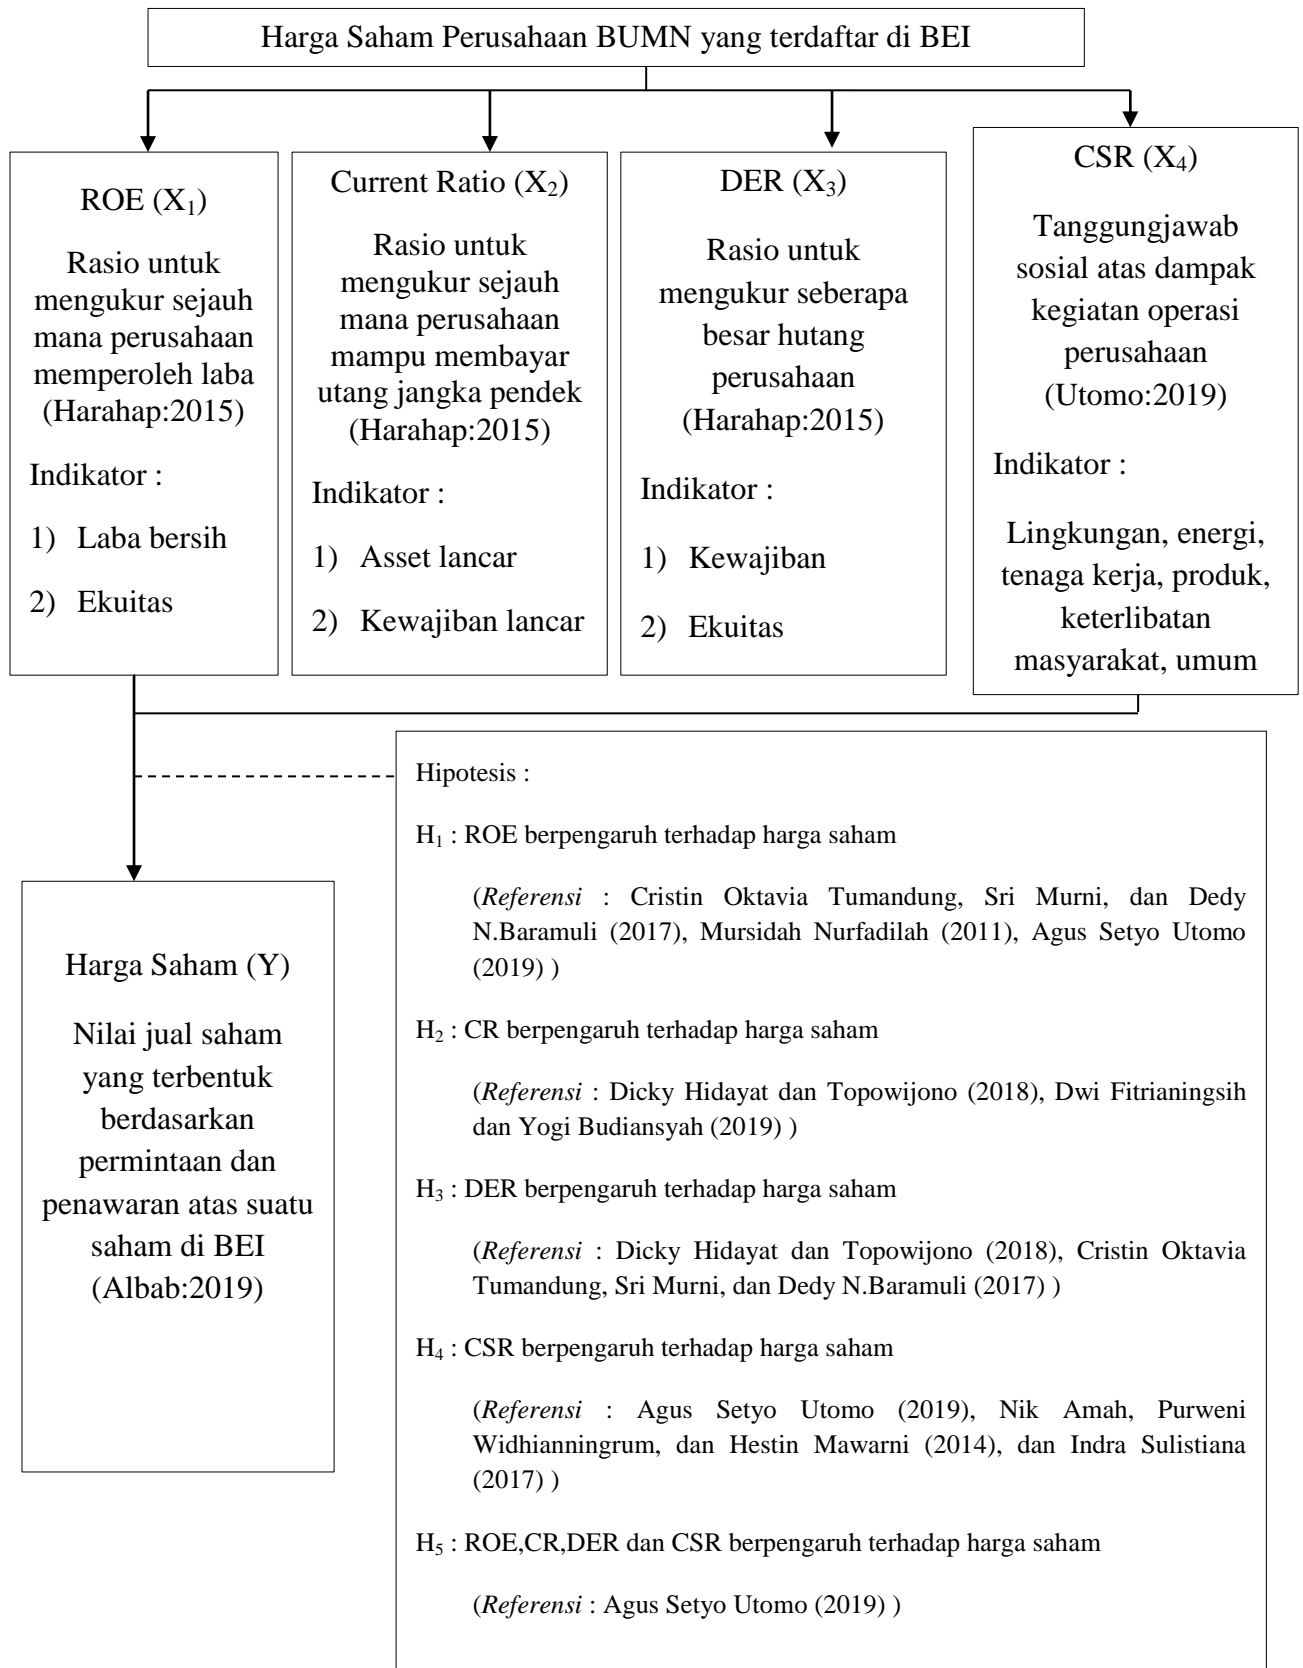 Harga Saham Perusahaan BUMN yang terdaftar di BEI
ROE (X₁)
Rasio untuk
mengukur sejauh
mana perusahaan
memperoleh laba
(Harahap:2015)
Indikator :
1) Laba bersih
2) Ekuitas
Current Ratio (X₂)
Rasio untuk
mengukur sejauh
mana perusahaan
mampu membayar
utang jangka pendek
(Harahap:2015)
Indikator :
1) Asset lancar
2) Kewajiban lancar
DER (X₃)
Rasio untuk
mengukur seberapa
besar hutang
perusahaan
(Harahap:2015)
Indikator :
1) Kewajiban
2) Ekuitas
CSR (X₄)
Tanggungjawab
sosial atas dampak
kegiatan operasi
perusahaan
(Utomo:2019)
Indikator :
Lingkungan, energi,
tenaga kerja, produk,
keterlibatan
masyarakat, umum
Harga Saham (Y)
Nilai jual saham
yang terbentuk
berdasarkan
permintaan dan
penawaran atas suatu
saham di BEI
(Albab:2019)
Hipotesis :
H₁ : ROE berpengaruh terhadap harga saham
(Referensi : Cristin Oktavia Tumandung, Sri Murni, dan Dedy
N.Baramuli (2017), Mursidah Nurfadilah (2011), Agus Setyo Utomo
(2019) )
H₂ : CR berpengaruh terhadap harga saham
(Referensi : Dicky Hidayat dan Topowijono (2018), Dwi Fitrianingsih
dan Yogi Budiansyah (2019) )
H₃ : DER berpengaruh terhadap harga saham
(Referensi : Dicky Hidayat dan Topowijono (2018), Cristin Oktavia
Tumandung, Sri Murni, dan Dedy N.Baramuli (2017) )
H₄ : CSR berpengaruh terhadap harga saham
(Referensi : Agus Setyo Utomo (2019), Nik Amah, Purweni
Widhianningrum, dan Hestin Mawarni (2014), dan Indra Sulistiana
(2017) )
H₅ : ROE,CR,DER dan CSR berpengaruh terhadap harga saham
(Referensi : Agus Setyo Utomo (2019) )